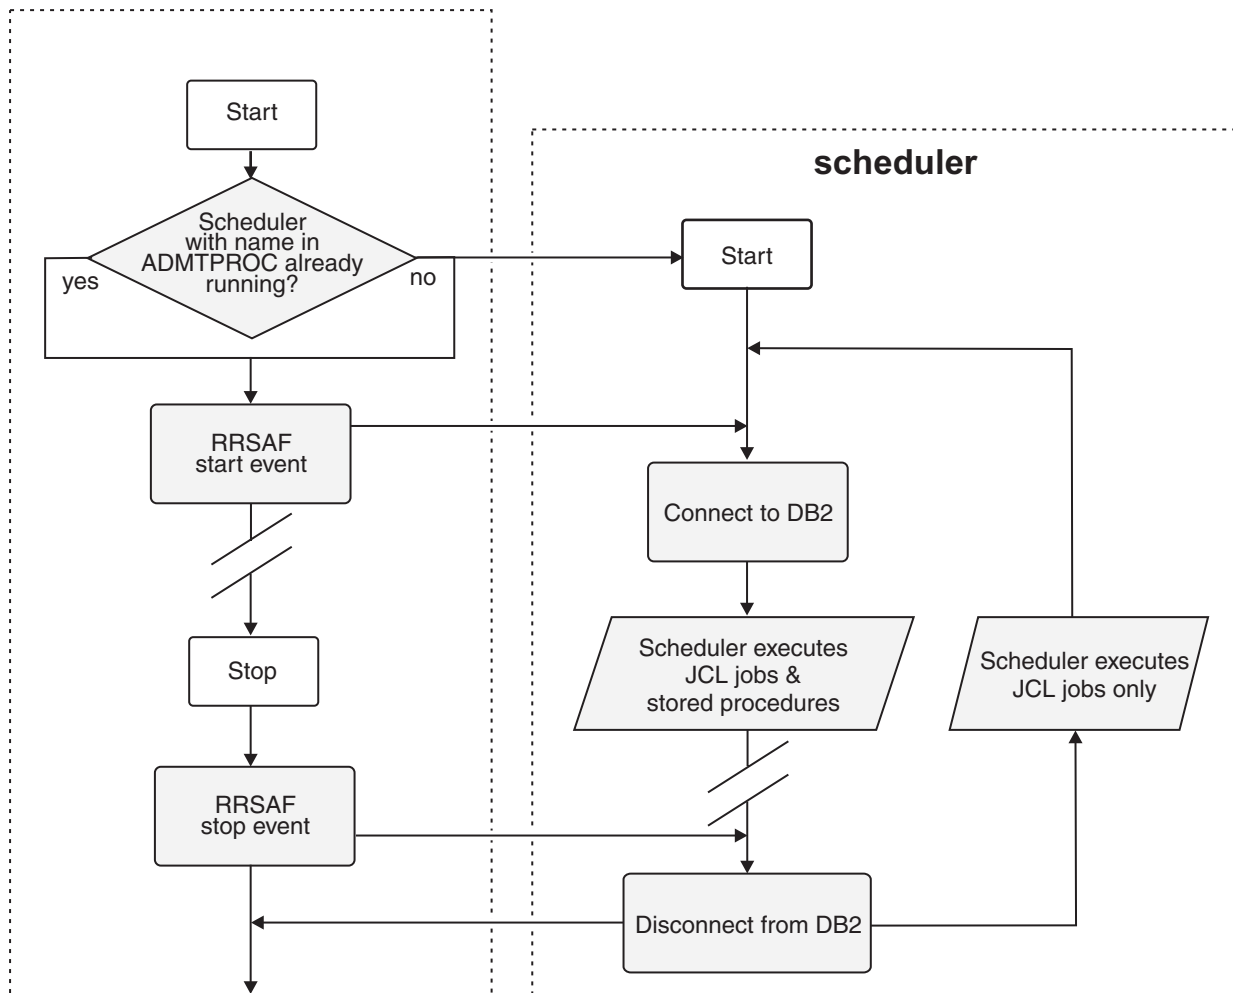 Start
Scheduler
with name in
ADMTPROC already
running?
yes
no
RRSAF
start event
Stop
RRSAF
stop event
scheduler
Start
Connect to DB2
Scheduler executes
JCL jobs &
stored procedures
Scheduler executes
JCL jobs only
Disconnect from DB2